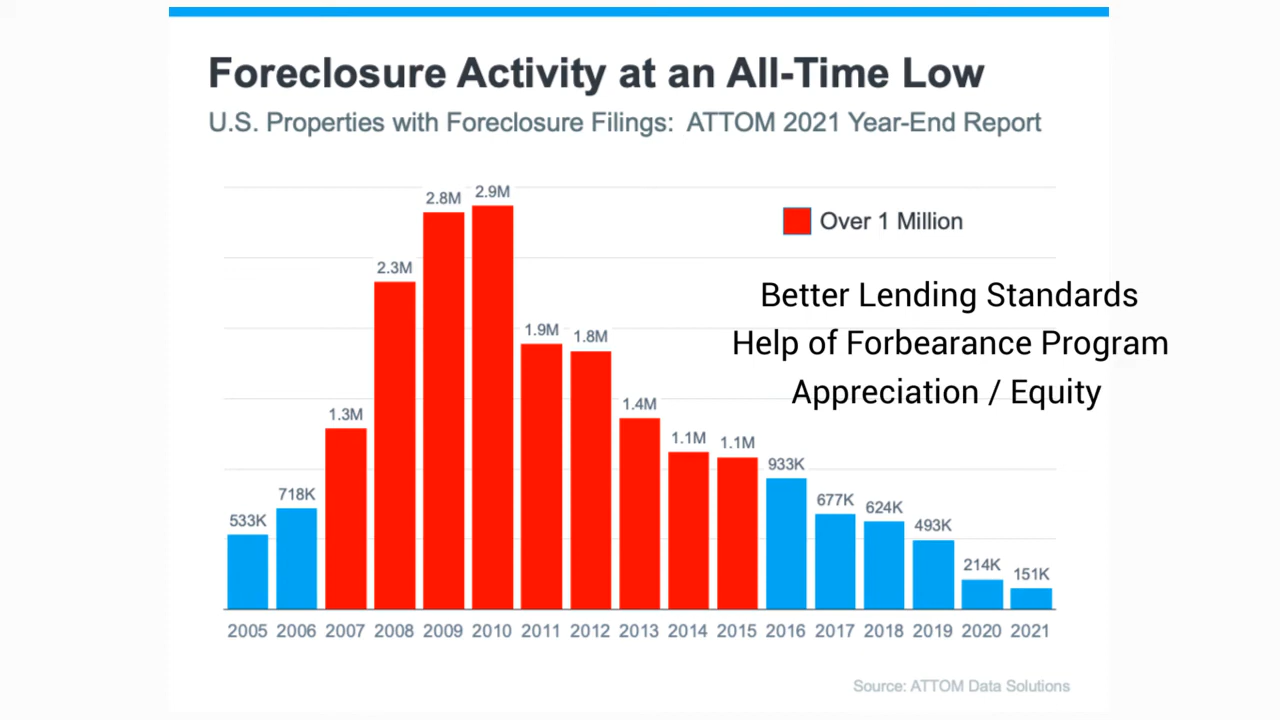 Foreclosure Activity at an All-Time Low
U.S. Properties with Foreclosure Filings: ATTOM 2021 Year-End Report
Over 1 Million
Better Lending Standards
Help of Forbearance Program
Appreciation / Equity
533K
718K
1.3M
2.3M
2.8M
2.9M
1.9M
1.8M
1.4M
1.1M
1.1M
933K
677K
624K
493K
214K
151K
2005 2006 2007 2008 2009 2010 2011 2012 2013 2014 2015 2016 2017 2018 2019 2020 2021
Source: ATTOM Data Solutions